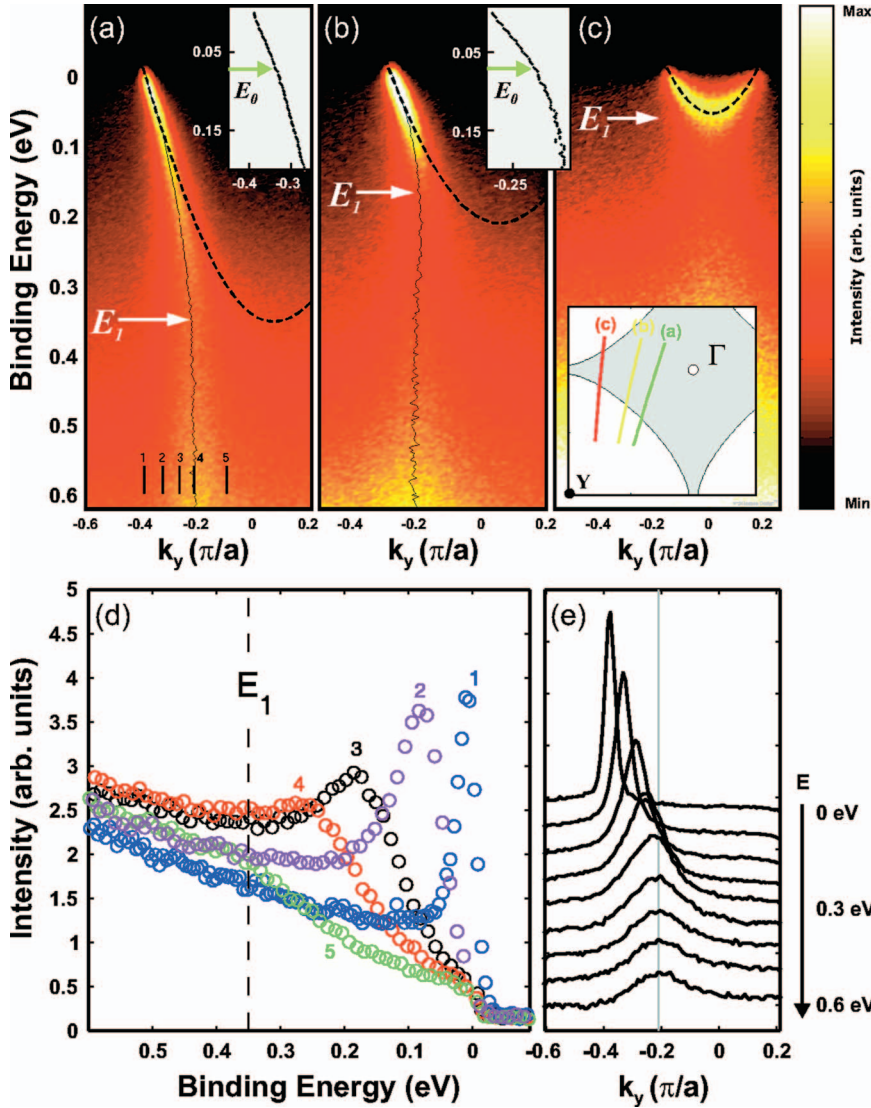 (a)
0.05
E0
0.15
-0.4 -0.3
(b)
0.05
E0
0.15
-0.25
(c)
Max
Intensity (arb. units)
Min
Binding Energy (eV)
0
0.1
0.2
0.3
0.4
0.5
0.6
E1
E1
E1
1 2 3 4 5
(c) (b) (a)
Γ
Y
-0.6 -0.4 -0.2 0 0.2
-0.4 -0.2 0 0.2
-0.2 0 0.2
ky (π/a)
ky (π/a)
ky (π/a)
(d)
Intensity (arb. units)
5
4.5
4
3.5
3
2.5
2
1.5
1
0.5
0
E1
1
2
3
4
5
0.5 0.4 0.3 0.2 0.1 0 -0
Binding Energy (eV)
(e)
E
0 eV
0.3 eV
0.6 eV
-0.6 -0.4 -0.2 0 0.2
ky (π/a)